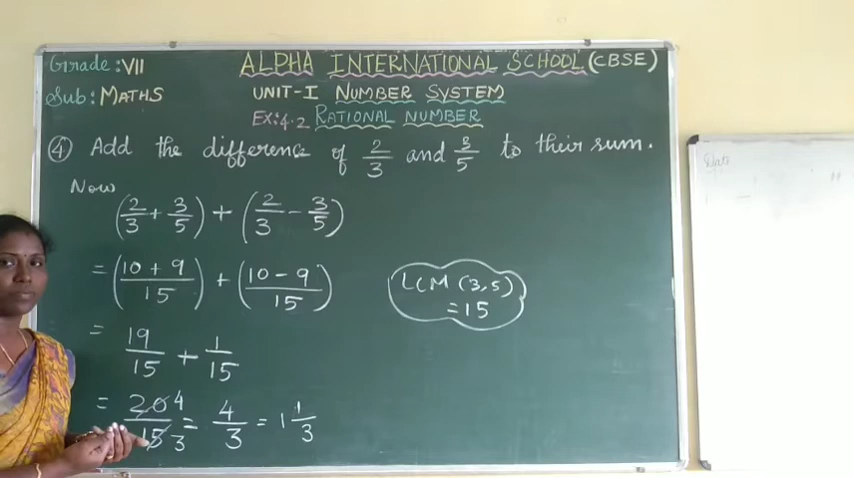 Grade : VII ALPHA INTERNATIONAL SCHOOL (CBSE)
Sub : MATHS UNIT-I NUMBER SYSTEM
Ex: 4.2 RATIONAL NUMBER
④ Add the difference of 2/3 and 3/5 to their sum.
Now
(2/3 + 3/5) + (2/3 - 3/5)
= (10 + 9 / 15) + (10 - 9 / 15)
LCM (3,5)
= 15
= 19/15 + 1/15
= 20/15 4/3 = 4/3 = 1 1/3
Date